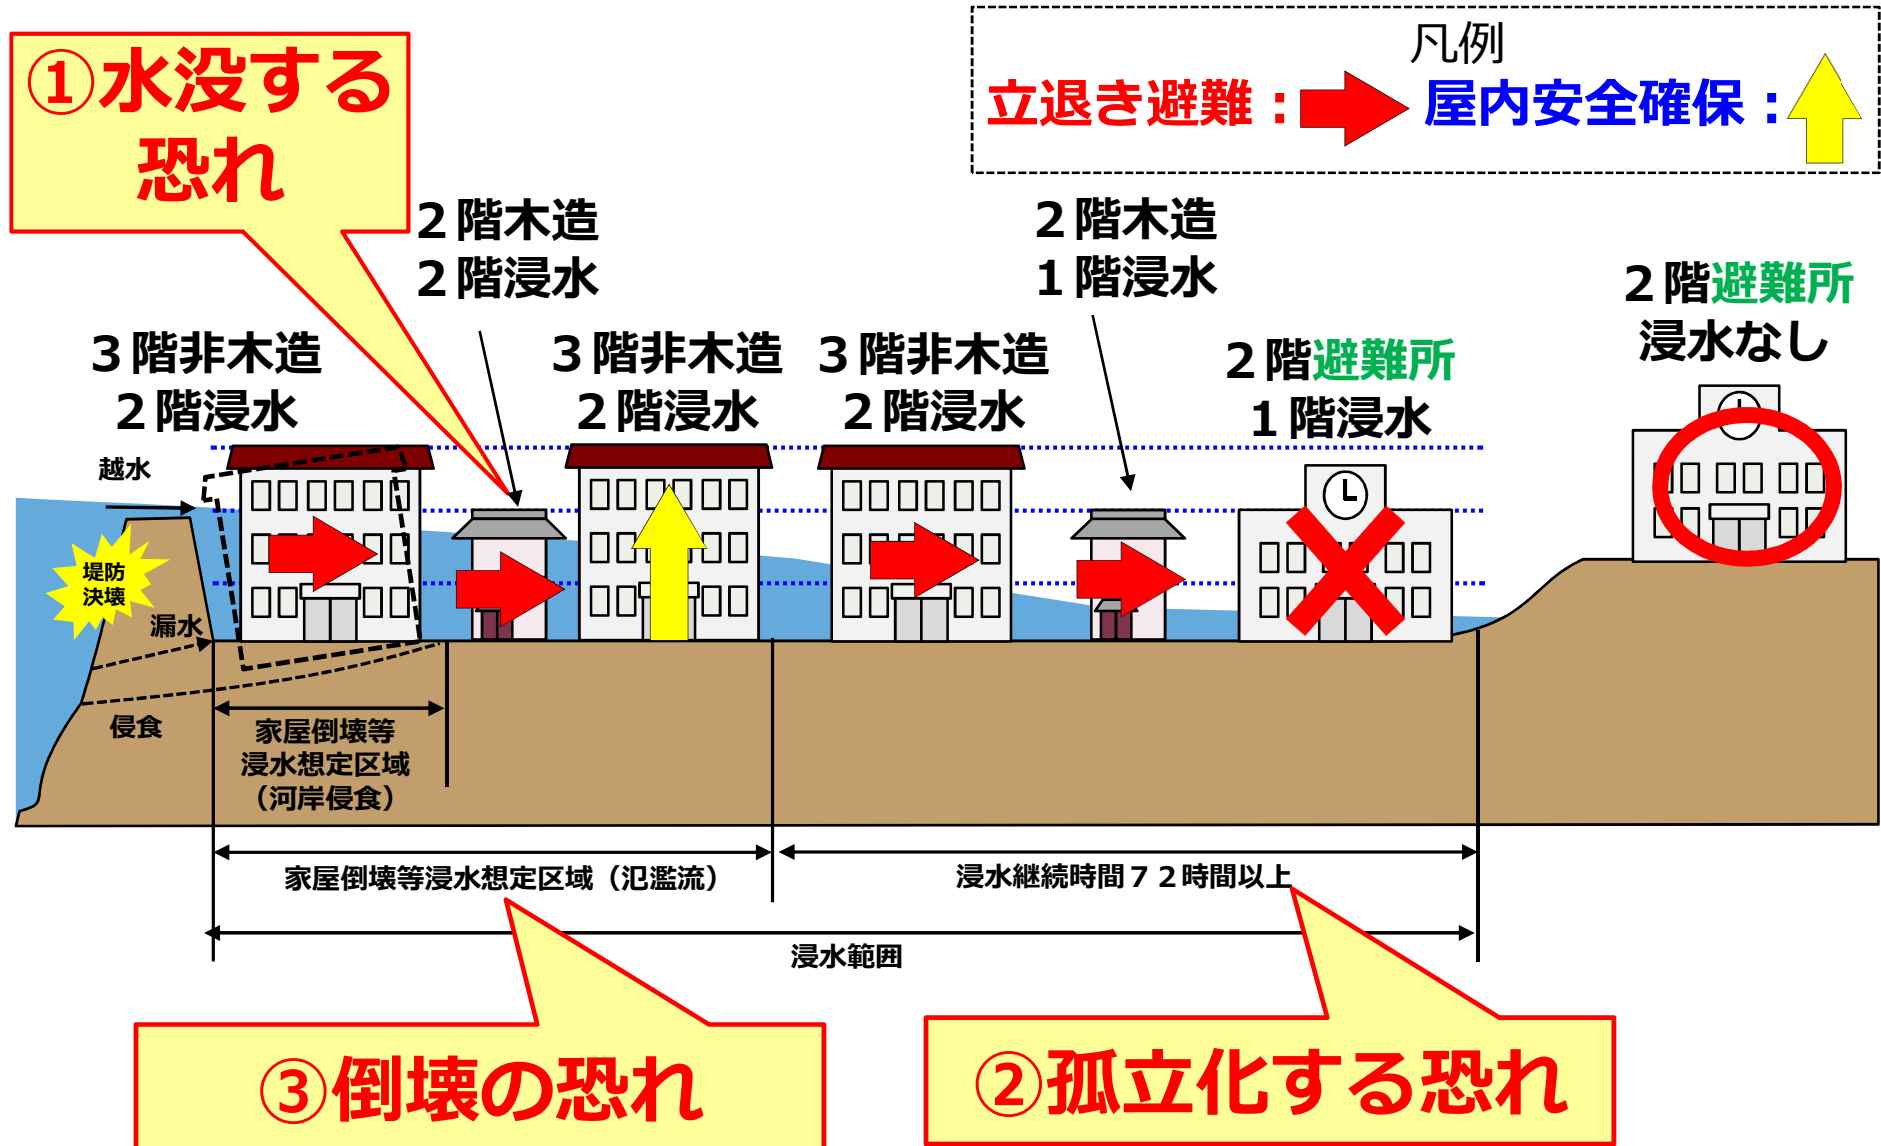 ①水没する
恐れ
凡例
立退き避難：
屋内安全確保：
２階木造
２階浸水
２階木造
１階浸水
２階避難所
浸水なし
３階非木造
２階浸水
３階非木造
２階浸水
３階非木造
２階浸水
２階避難所
１階浸水
越水
堤防
決壊
漏水
侵食
家屋倒壊等
浸水想定区域
（河岸侵食）
家屋倒壊等浸水想定区域（氾濫流）
浸水継続時間７２時間以上
浸水範囲
③倒壊の恐れ
②孤立化する恐れ